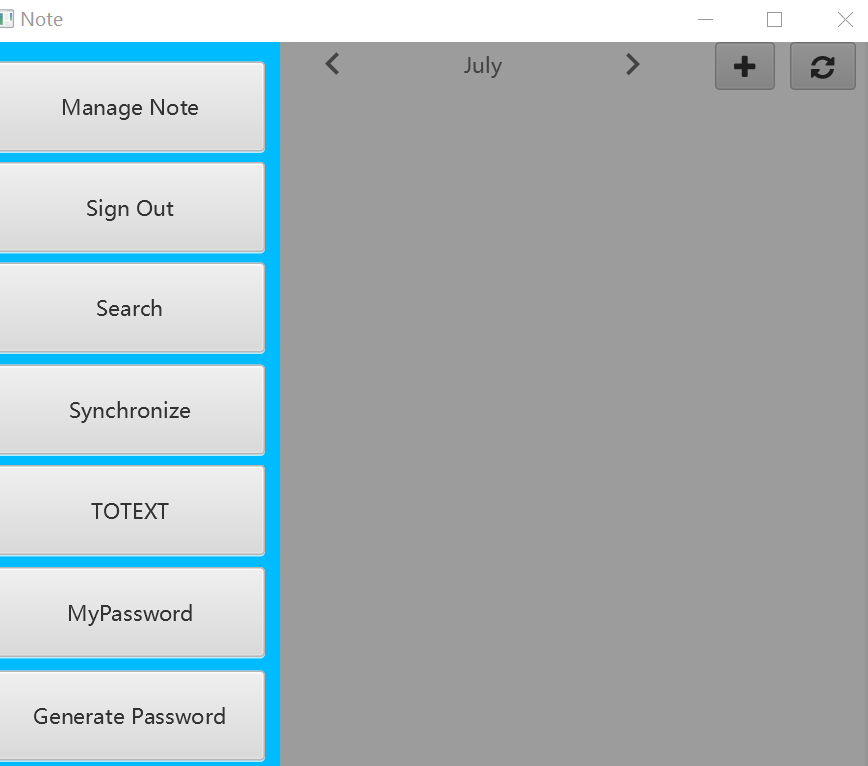 Note
July
Manage Note
Sign Out
Search
Synchronize
TOTEXT
MyPassword
Generate Password